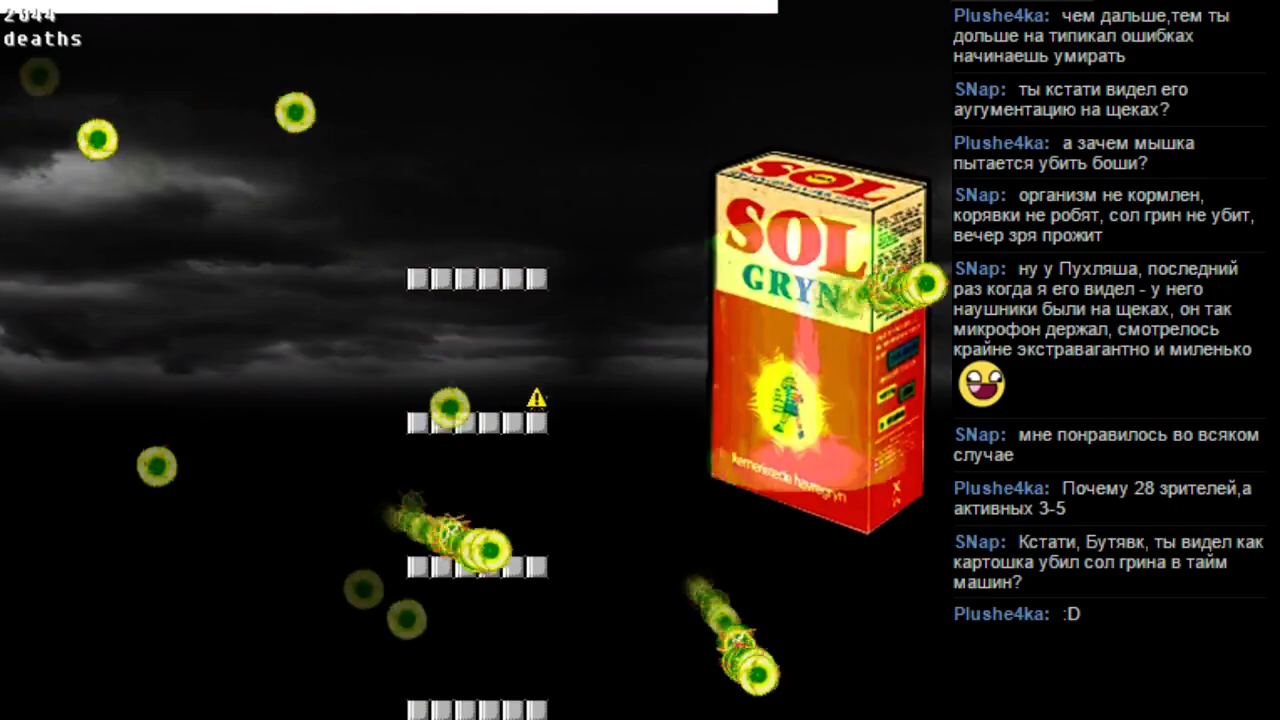 2044
deaths
SOL
SOL
GRYN
Plushe4ka: чем дальше,тем ты
дольше на типикал ошибках
начинаешь умирать
SNap: ты кстати видел его
аугументацию на щеках?
Plushe4ka: а зачем мышка
пытается убить боши?
SNap: организм не кормлен,
корявки не робят, сол грин не убит,
вечер зря прожит
SNap: ну у Пухляша, последний
раз когда я его видел - у него
наушники были на щеках, он так
микрофон держал, смотрелось
крайне экстравагантно и миленько
SNap: мне понравилось во всяком
случае
Plushe4ka: Почему 28 зрителей,а
активных 3-5
SNap: Кстати, Бутявк, ты видел как
картошка убил сол грина в тайм
машин?
Plushe4ka: :D